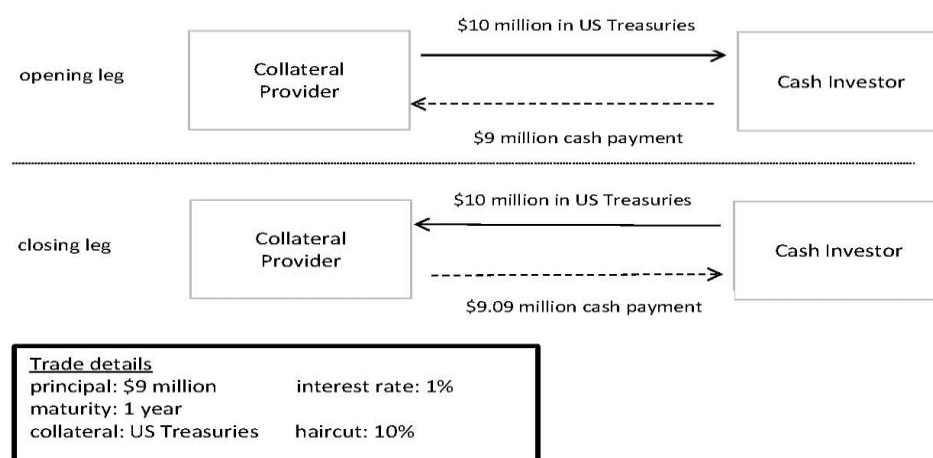 $10 million in US Treasuries
opening leg
Collateral
Provider
Cash Investor
$9 million cash payment
$10 million in US Treasuries
closing leg
Collateral
Provider
Cash Investor
$9.09 million cash payment
Trade details
principal: $9 million interest rate: 1%
maturity: 1 year
collateral: US Treasuries haircut: 10%